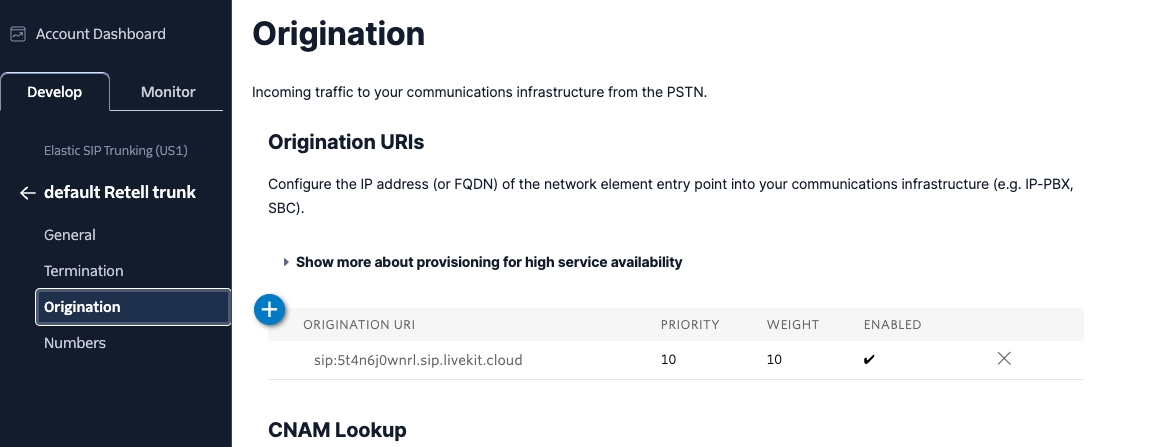 Account Dashboard
Develop
Monitor
Elastic SIP Trunking (US1)
default Retell trunk
General
Termination
Origination
Numbers
Origination
Incoming traffic to your communications infrastructure from the PSTN.
Origination URIs
Configure the IP address (or FQDN) of the network element entry point into your communications infrastructure (e.g. IP-PBX,
SBC).
Show more about provisioning for high service availability
ORIGINATION URI PRIORITY WEIGHT ENABLED
sip:5t4n6j0wnrl.sip.livekit.cloud 10 10 ✔
CNAM Lookup